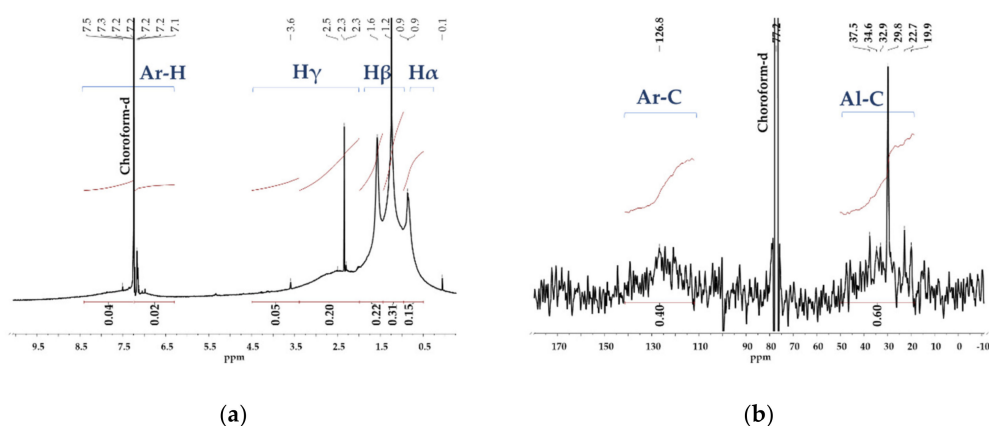 7.5
7.3
7.2
7.2
7.2
7.2
7.1
3.6
2.5
2.3
2.3
1.6
1.2
0.9
0.9
-0.1
Ar-H
Hγ
Hβ
Hα
Choroform-d
0.04
0.02
0.05
0.20
0.22
0.31
0.15
9.5 8.5 7.5 6.5 5.5 4.5 3.5 2.5 1.5 0.5
ppm
(a)
-126.8
77.2
37.5
34.6
32.9
29.8
22.7
19.9
Ar-C
Al-C
Choroform-d
0.40
0.60
170 150 130 110 90 80 70 60 50 40 30 20 10 0 -10
ppm
(b)